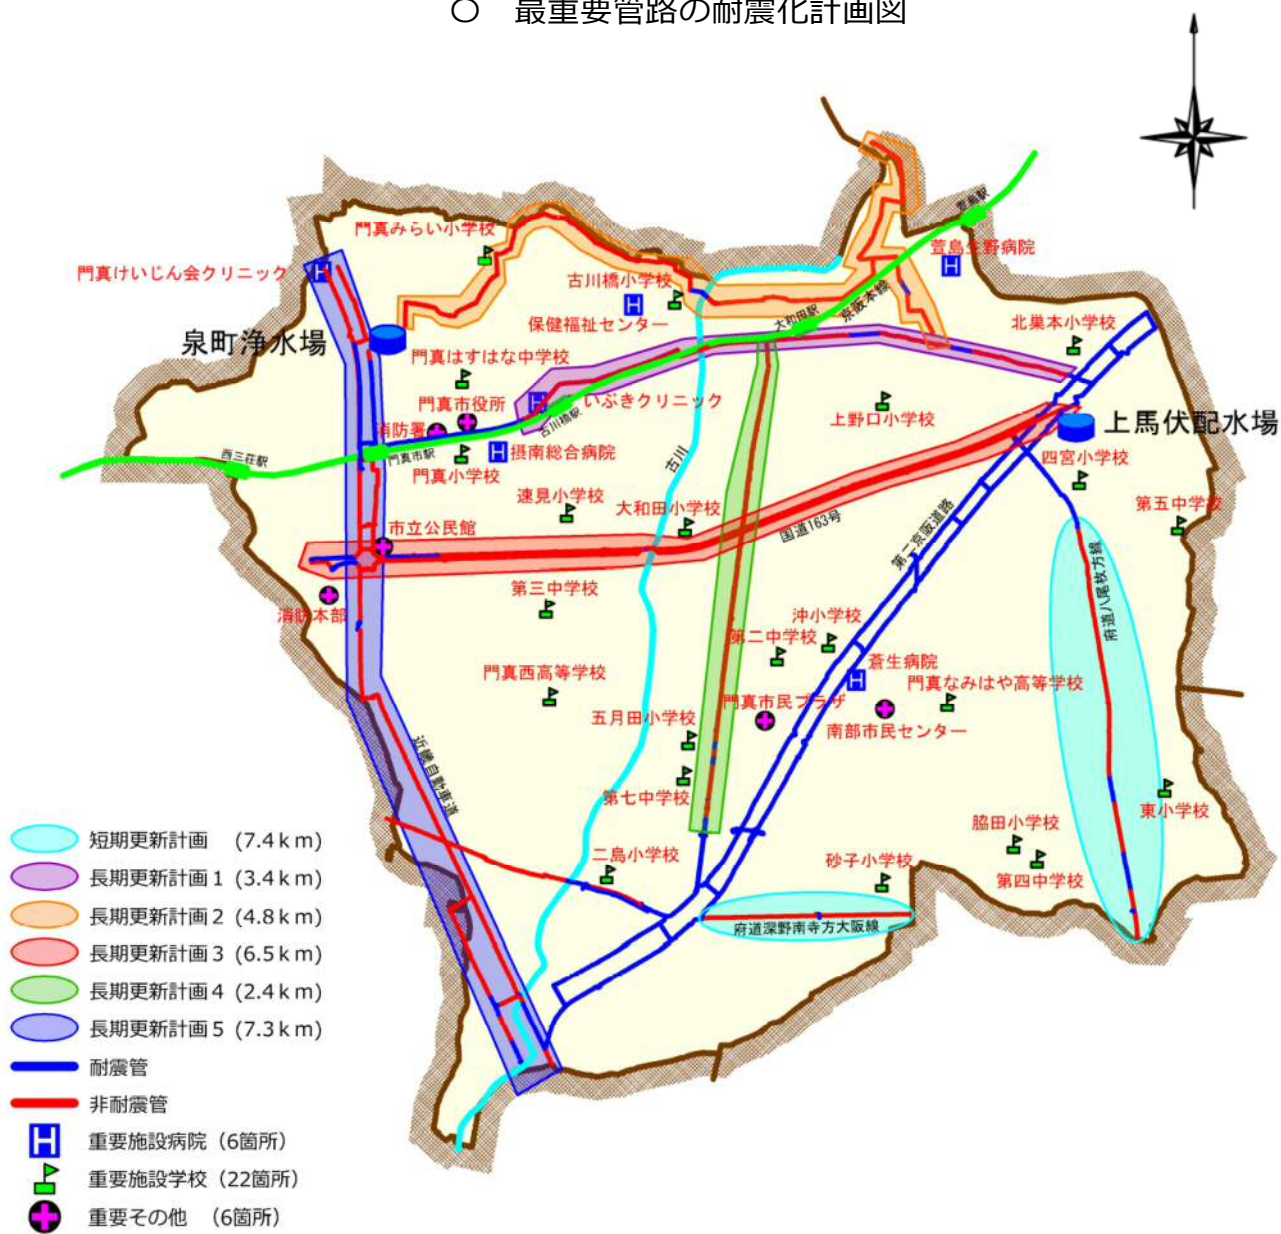 ○ 最重要管路の耐震化計画図
門真みらい小学校
萱島駅
萱島生野病院
門真けいじん会クリニック
古川橋小学校
保健福祉センター
大和田駅
京阪本線
北巣本小学校
泉町浄水場
門真はすはな中学校
門真市役所
いぶきクリニック
上野口小学校
上馬伏配水場
消防署
古川橋駅
西三荘駅
門真市駅
門真小学校
摂南総合病院
古川
四宮小学校
速見小学校
大和田小学校
第五中学校
市立公民館
国道163号
第二京阪道路
府道八尾枚方線
消防本部
第三中学校
沖小学校
第二中学校
蒼生病院
門真西高等学校
門真なみはや高等学校
門真市民プラザ
五月田小学校
南部市民センター
近畿自動車道
第七中学校
東小学校
脇田小学校
二島小学校
砂子小学校
第四中学校
府道深野南寺方大阪線
短期更新計画 (7.4km)
長期更新計画1 (3.4km)
長期更新計画2 (4.8km)
長期更新計画3 (6.5km)
長期更新計画4 (2.4km)
長期更新計画5 (7.3km)
耐震管
非耐震管
H 重要施設病院（6箇所）
重要施設学校（22箇所）
重要その他 （6箇所）